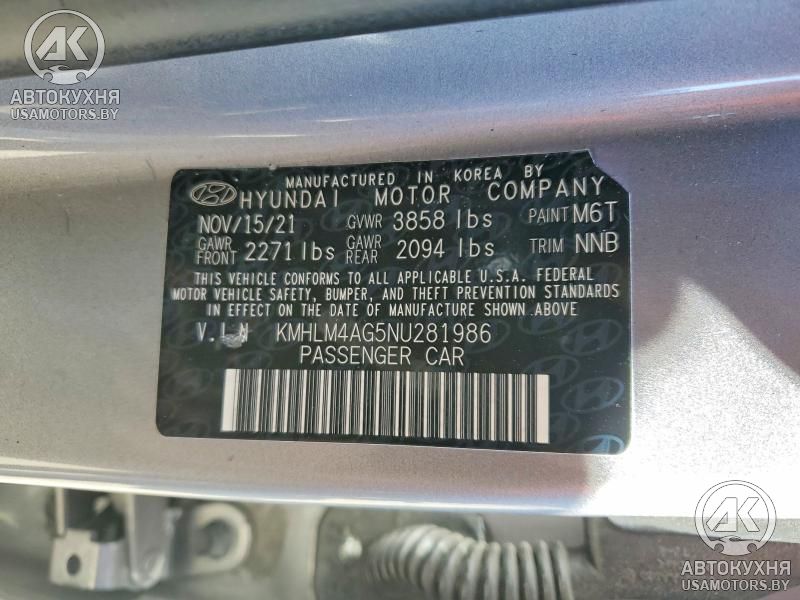 АК
АВТОКУХНЯ
USAMOTORS.BY
MANUFACTURED IN KOREA BY
HYUNDAI MOTOR COMPANY
NOV/15/21 GVWR 3858 lbs PAINT M6T
GAWR FRONT 2271 lbs GAWR REAR 2094 lbs TRIM NNB
THIS VEHICLE CONFORMS TO ALL APPLICABLE U.S.A. FEDERAL
MOTOR VEHICLE SAFETY, BUMPER, AND THEFT PREVENTION STANDARDS
IN EFFECT ON THE DATE OF MANUFACTURE SHOWN ABOVE
V.I.N KMHLM4AG5NU281986
PASSENGER CAR
АК
АВТОКУХНЯ
USAMOTORS.BY